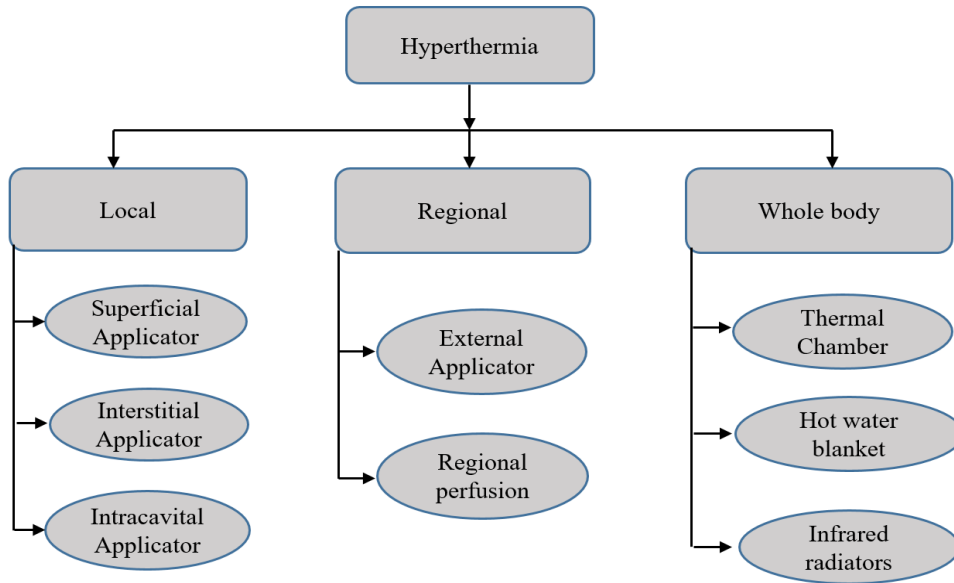 Hyperthermia
Local
Regional
Whole body
Superficial
Applicator
Interstitial
Applicator
Intracavital
Applicator
External
Applicator
Regional
perfusion
Thermal
Chamber
Hot water
blanket
Infrared
radiators